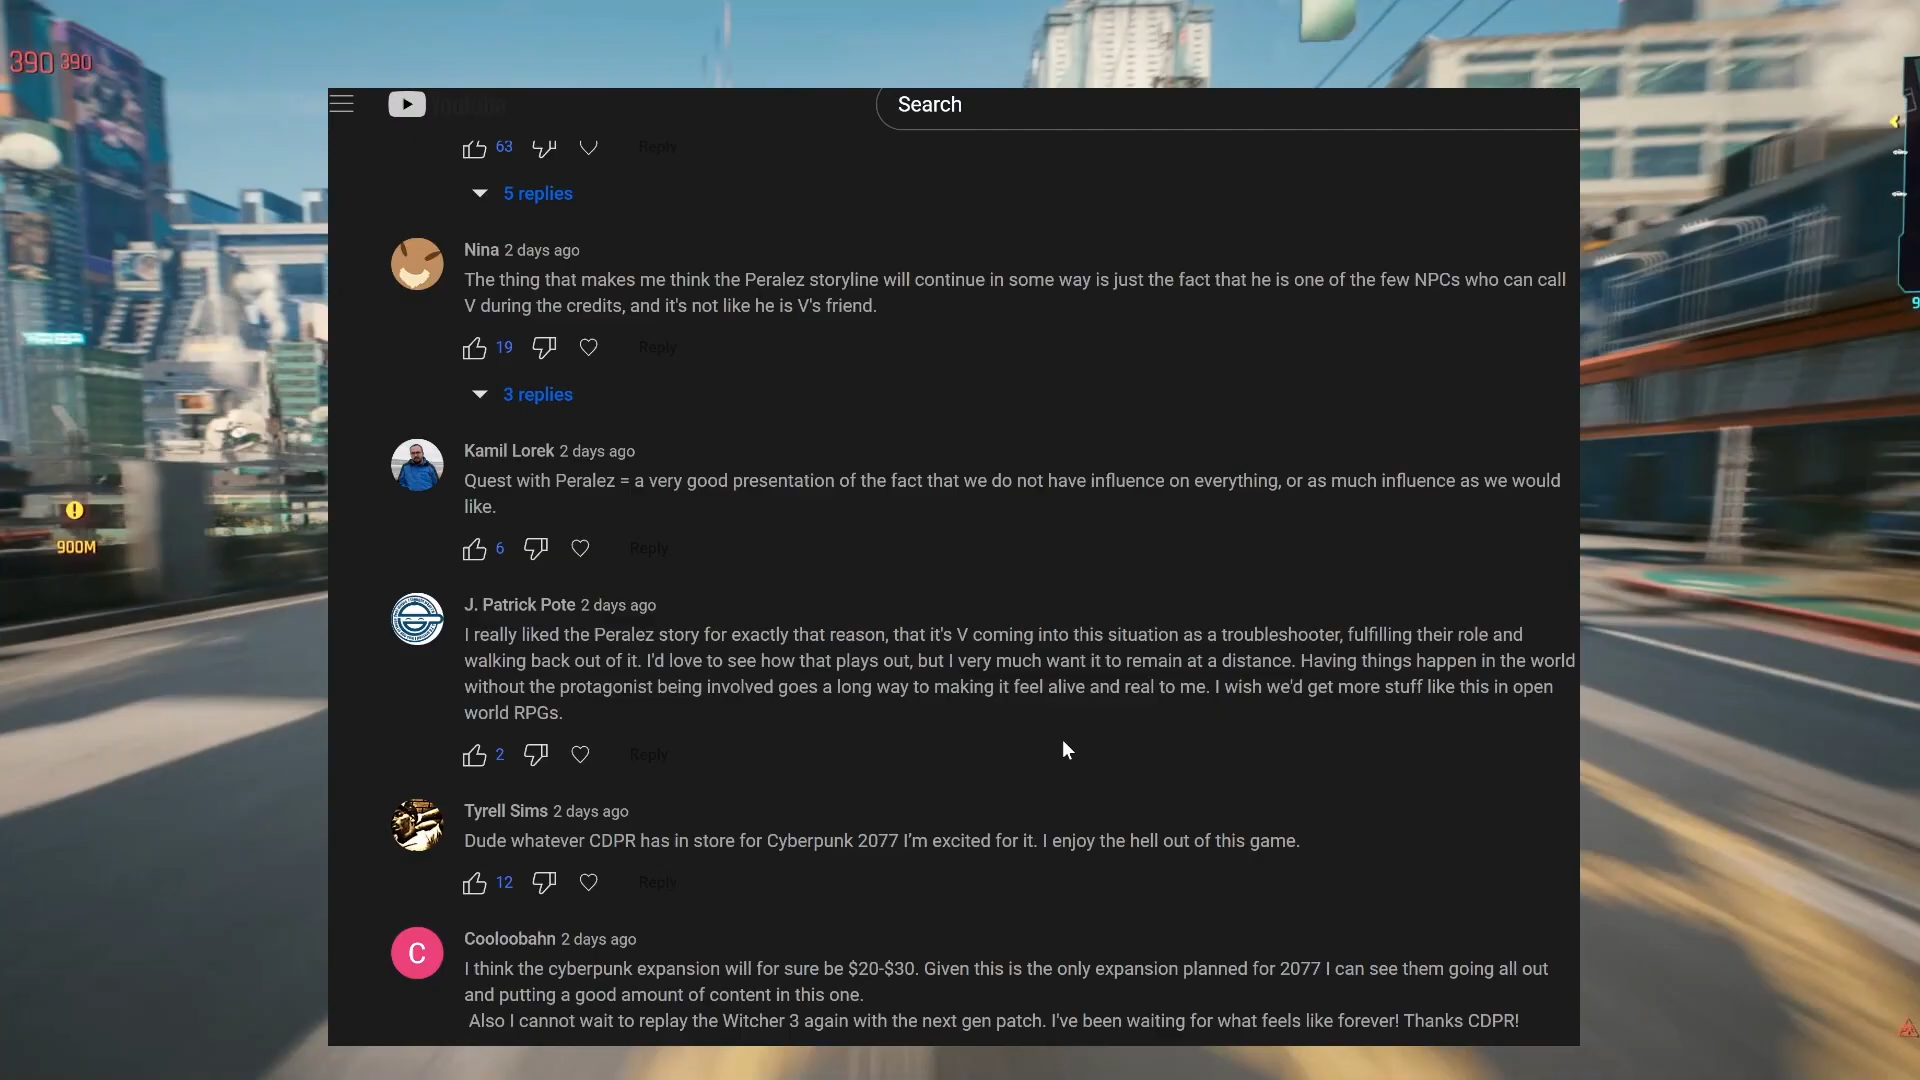 390 390
YouTube
Search
63 Reply
5 replies
Nina 2 days ago
The thing that makes me think the Peralez storyline will continue in some way is just the fact that he is one of the few NPCs who can call
V during the credits, and it's not like he is V's friend.
19 Reply
3 replies
Kamil Lorek 2 days ago
Quest with Peralez = a very good presentation of the fact that we do not have influence on everything, or as much influence as we would
like.
6 Reply
900M
J. Patrick Pote 2 days ago
I really liked the Peralez story for exactly that reason, that it's V coming into this situation as a troubleshooter, fulfilling their role and
walking back out of it. I'd love to see how that plays out, but I very much want it to remain at a distance. Having things happen in the world
without the protagonist being involved goes a long way to making it feel alive and real to me. I wish we'd get more stuff like this in open
world RPGs.
2 Reply
Tyrell Sims 2 days ago
Dude whatever CDPR has in store for Cyberpunk 2077 I’m excited for it. I enjoy the hell out of this game.
12 Reply
C
Cooloobahn 2 days ago
I think the cyberpunk expansion will for sure be $20-$30. Given this is the only expansion planned for 2077 I can see them going all out
and putting a good amount of content in this one.
Also I cannot wait to replay the Witcher 3 again with the next gen patch. I've been waiting for what feels like forever! Thanks CDPR!